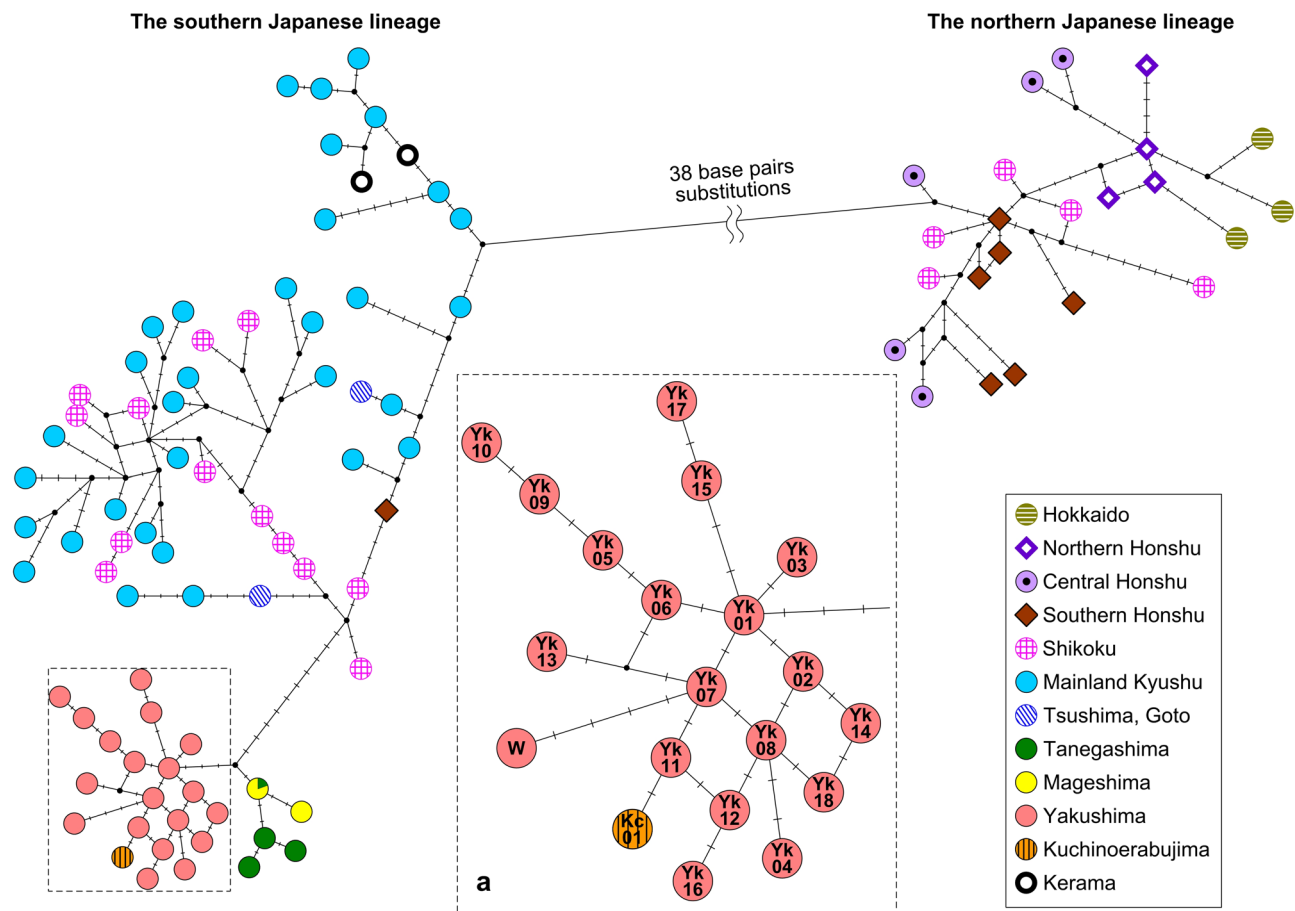 The southern Japanese lineage
The northern Japanese lineage
38 base pairs
substitutions
Yk
17
Yk
10
Yk
15
Yk
09
Yk
05
Yk
03
Yk
06
Yk
01
Yk
13
Yk
02
Yk
07
Yk
14
W
Yk
08
Yk
11
Yk
18
Yk
12
Kc
01
Yk
04
Yk
16
a
Hokkaido
Northern Honshu
Central Honshu
Southern Honshu
Shikoku
Mainland Kyushu
Tsushima, Goto
Tanegashima
Mageshima
Yakushima
Kuchinoerabujima
Kerama